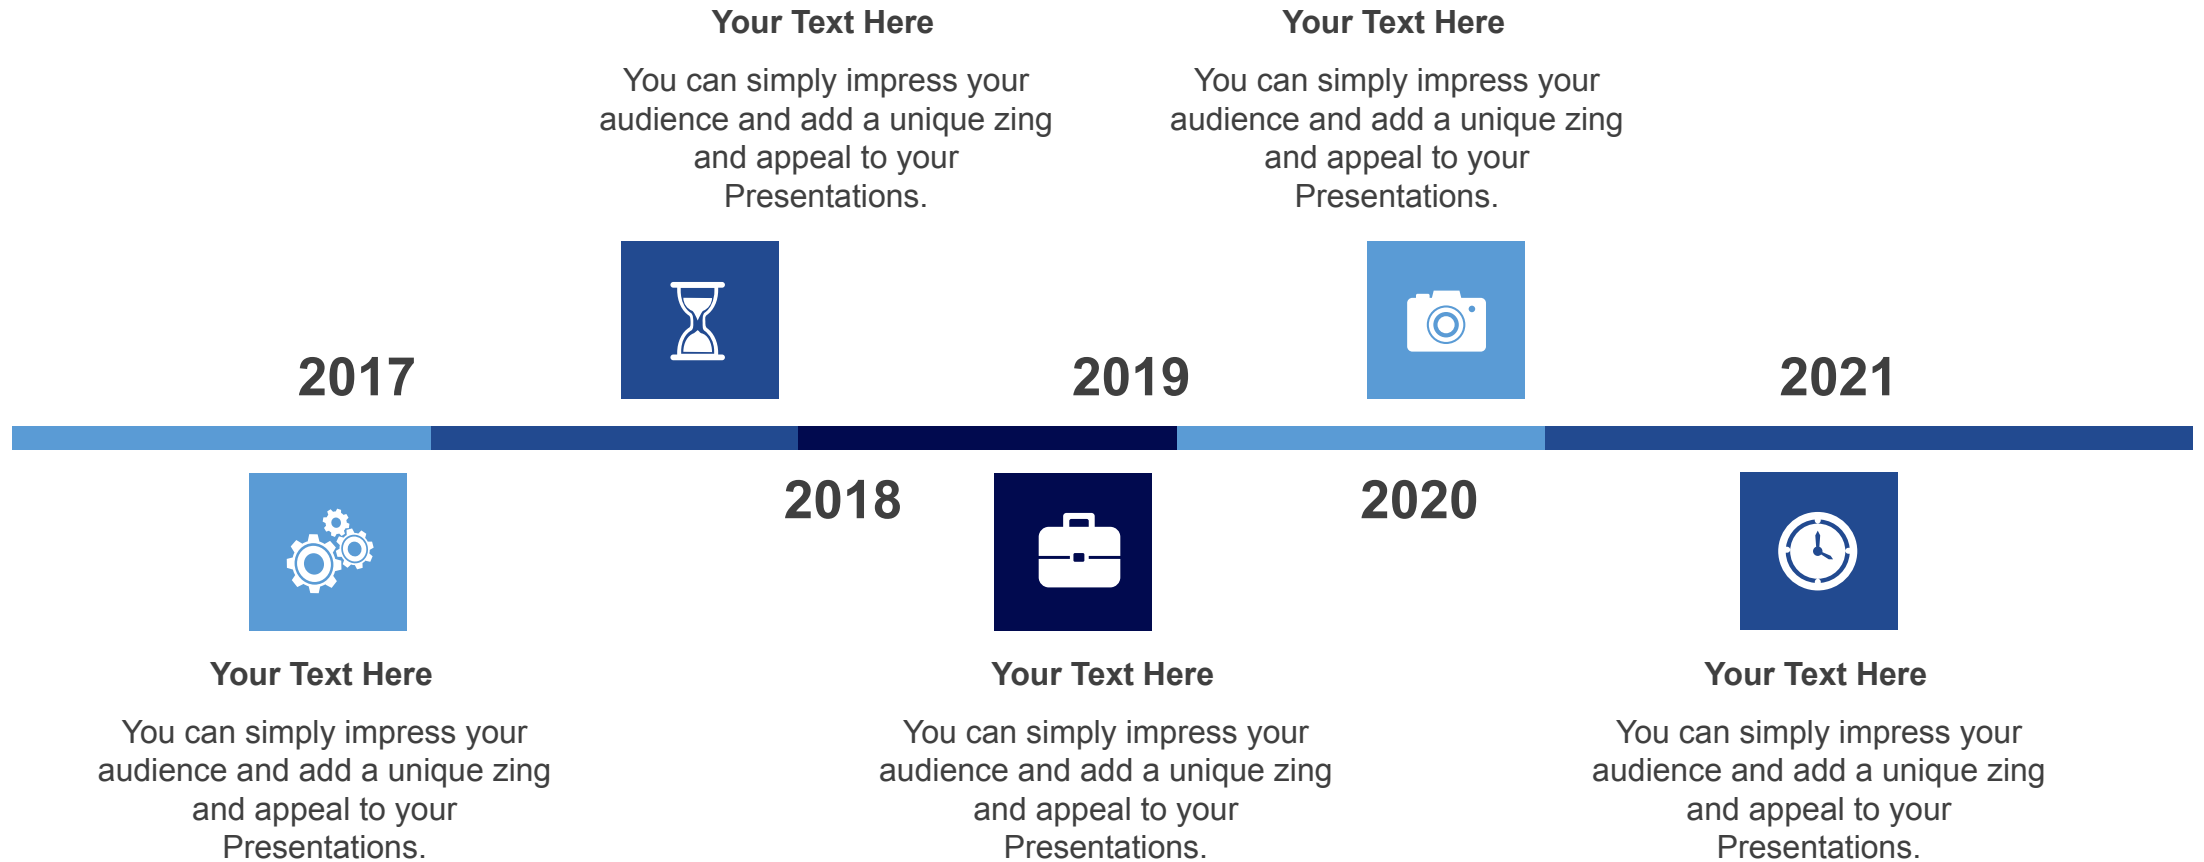 Your Text Here
You can simply impress your
audience and add a unique zing
and appeal to your
Presentations.
Your Text Here
You can simply impress your
audience and add a unique zing
and appeal to your
Presentations.
2017
2019
2021
2018
2020
Your Text Here
You can simply impress your
audience and add a unique zing
and appeal to your
Presentations.
Your Text Here
You can simply impress your
audience and add a unique zing
and appeal to your
Presentations.
Your Text Here
You can simply impress your
audience and add a unique zing
and appeal to your
Presentations.